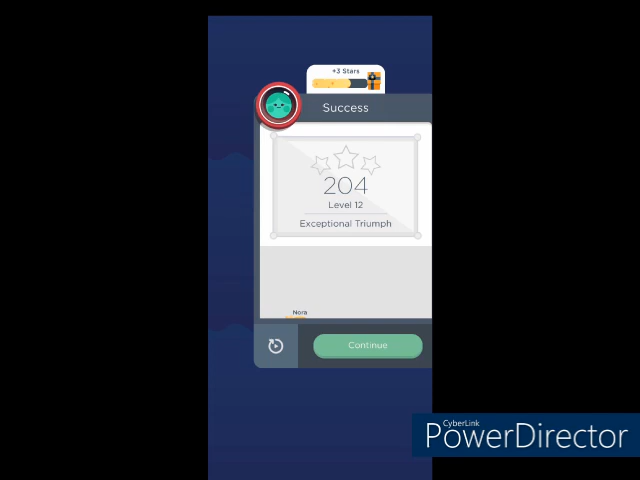 +3 Stars
Success
204
Level 12
Exceptional Triumph
Nora
Continue
CyberLink
PowerDirector